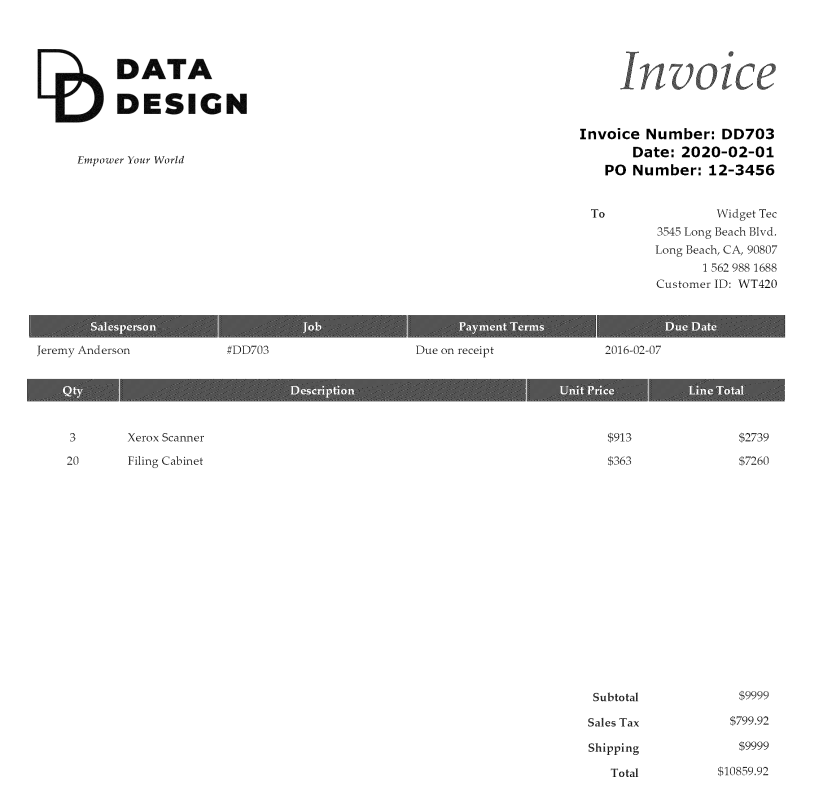 DATA
DESIGN
Empower Your World
Invoice
Invoice Number: DD703
Date: 2020-02-01
PO Number: 12-3456
To Widget Tec
3545 Long Beach Blvd.
Long Beach, CA, 90807
1 562 988 1688
Customer ID: WT420
Salesperson Job Payment Terms Due Date
Jeremy Anderson #DD703 Due on receipt 2016-02-07
Qty Description Unit Price Line Total
3 Xerox Scanner $913 $2739
20 Filing Cabinet $363 $7260
Subtotal $9999
Sales Tax $799.92
Shipping $9999
Total $10859.92